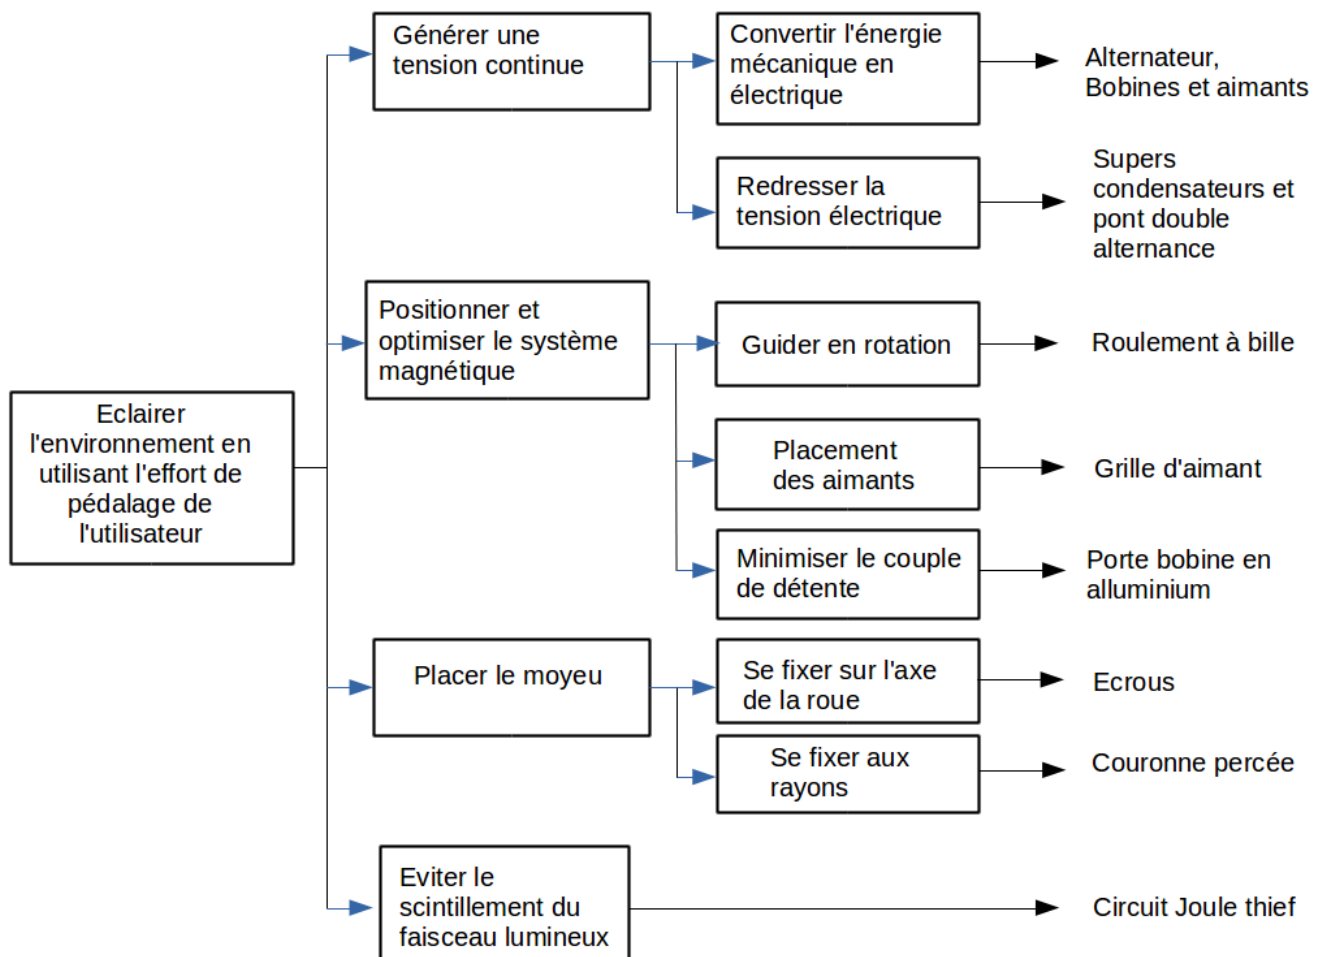 Générer une
tension continue
Convertir l'énergie
mécanique en
électrique
Alternateur,
Bobines et aimants
Redresser la
tension électrique
Supers
condensateurs et
pont double
alternance
Positionner et
optimiser le système
magnétique
Guider en rotation
Roulement à bille
Eclairer
l'environnement en
utilisant l'effort de
pédalage de
l'utilisateur
Placement
des aimants
Grille d'aimant
Minimiser le couple
de détente
Porte bobine en
alluminium
Placer le moyeu
Se fixer sur l'axe
de la roue
Ecrous
Se fixer aux
rayons
Couronne percée
Eviter le
scintillement du
faisceau lumineux
Circuit Joule thief